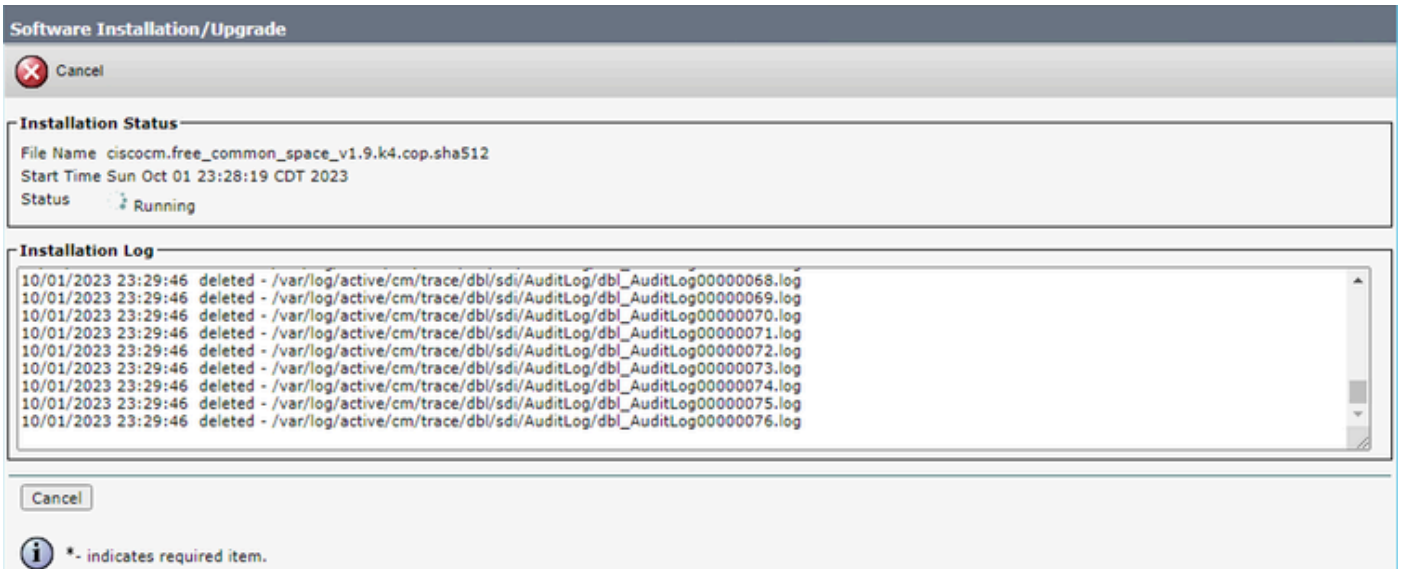 Software Installation/Upgrade
Cancel
Installation Status
File Name ciscocm.free_common_space_v1.9.k4.cop.sha512
Start Time Sun Oct 01 23:28:19 CDT 2023
Status Running
Installation Log
10/01/2023 23:29:46 deleted - /var/log/active/cm/trace/dbl/sdi/AuditLog/dbl_AuditLog00000068.log
10/01/2023 23:29:46 deleted - /var/log/active/cm/trace/dbl/sdi/AuditLog/dbl_AuditLog00000069.log
10/01/2023 23:29:46 deleted - /var/log/active/cm/trace/dbl/sdi/AuditLog/dbl_AuditLog00000070.log
10/01/2023 23:29:46 deleted - /var/log/active/cm/trace/dbl/sdi/AuditLog/dbl_AuditLog00000071.log
10/01/2023 23:29:46 deleted - /var/log/active/cm/trace/dbl/sdi/AuditLog/dbl_AuditLog00000072.log
10/01/2023 23:29:46 deleted - /var/log/active/cm/trace/dbl/sdi/AuditLog/dbl_AuditLog00000073.log
10/01/2023 23:29:46 deleted - /var/log/active/cm/trace/dbl/sdi/AuditLog/dbl_AuditLog00000074.log
10/01/2023 23:29:46 deleted - /var/log/active/cm/trace/dbl/sdi/AuditLog/dbl_AuditLog00000075.log
10/01/2023 23:29:46 deleted - /var/log/active/cm/trace/dbl/sdi/AuditLog/dbl_AuditLog00000076.log
Cancel
*- indicates required item.